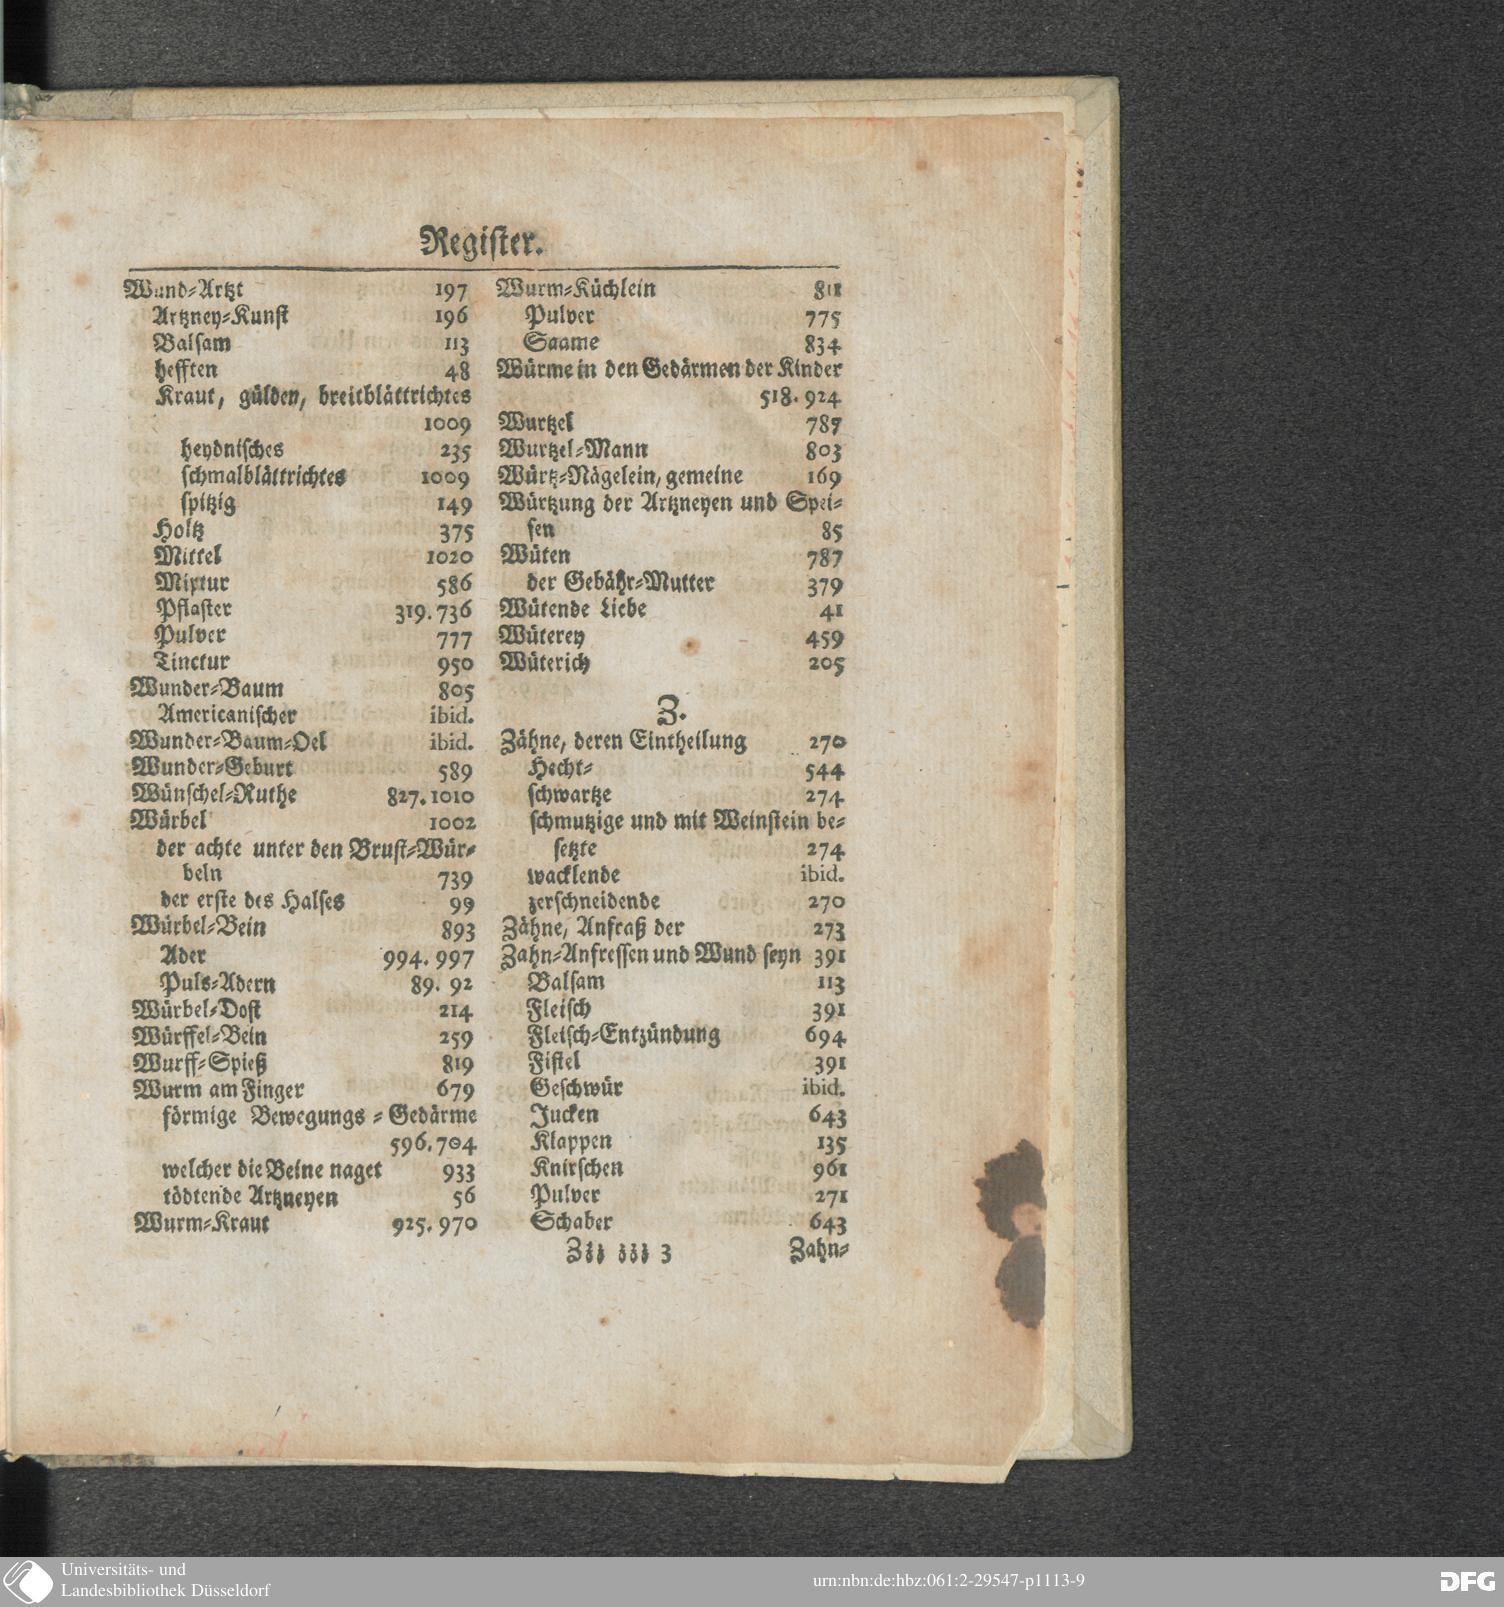 Register.
Wund-Artzt 197
Artzney-Kunst 196
Balsam 113
hefften 48
Kraut, gülden, breitblättrichtes
1009
heydnisches 235
schmalblättrichtes 1009
spitzig 149
Holtz 375
Mittel 1020
Mixtur 586
Pflaster 319. 736
Pulver 777
Tinctur 950
Wunder-Baum 805
Americanischer ibid.
Wunder-Baum-Oel ibid.
Wunder-Geburt 589
Wünschel-Ruthe 827. 1010
Würbel 1002
der achte unter den Brust-Wür-
beln 739
der erste des Halses 99
Würbel-Bein 893
Ader 994. 997
Puls-Adern 89. 92
Würbel-Dost 214
Würffel-Bein 259
Wurff-Spieß 819
Wurm am Finger 679
förmige Bewegungs-Gedärme
596. 704
welcher die Beine naget 933
tödtende Artzneyen 56
Wurm-Kraut 925. 970
Wurm-Küchlein 811
Pulver 775
Saame 834
Würme in den Gedärmen der Kinder
518. 924
Wurtzel 787
Wurtzel-Mann 803
Würtz-Nägelein, gemeine 169
Würtzung der Artzneyen und Spei-
sen 85
Wüten 787
der Gebähr-Mutter 379
Wütende Liebe 41
Wüterey 459
Wüterich 205
Z.
Zähne, deren Eintheilung 270
Hecht- 544
schwartze 274
schmutzige und mit Weinstein be-
setzte 274
wacklende ibid.
zerschneidende 270
Zähne, Anfraß der 273
Zahn-Anfressen und Wund seyn 391
Balsam 113
Fleisch 391
Fleisch-Entzündung 694
Fistel 391
Geschwür ibid.
Jucken 643
Klappen 135
Knirschen 961
Pulver 271
Schaber 643
Zzz zzz 3 Zahn-
Universitäts- und
Landesbibliothek Düsseldorf
urn:nbn:de:hbz:061:2-29547-p1113-9
DFG